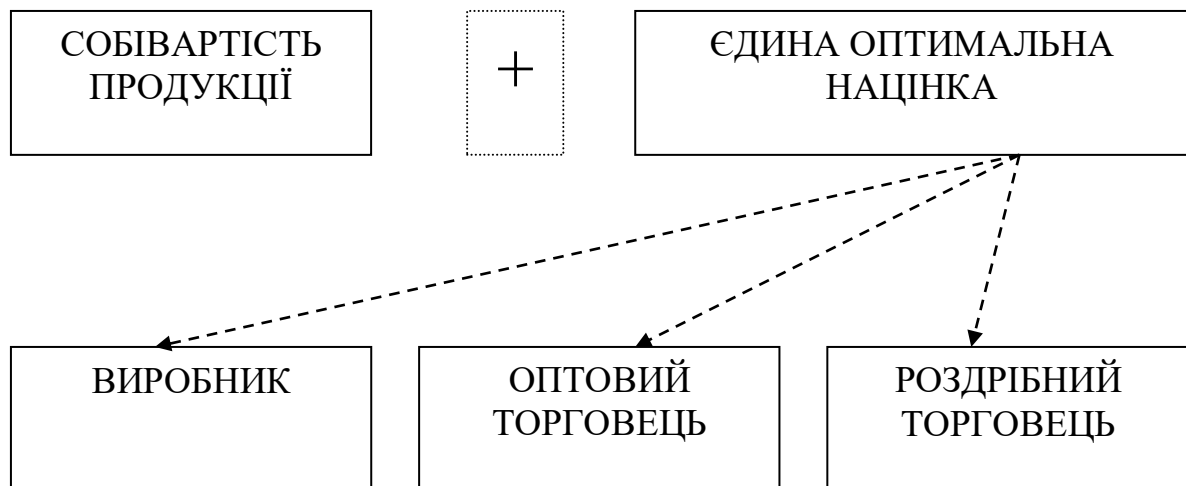 СОБІВАРТІСТЬ
ПРОДУКЦІЇ
+
ЄДИНА ОПТИМАЛЬНА
НАЦІНКА
ВИРОБНИК
ОПТОВИЙ
ТОРГОВЕЦЬ
РОЗДРІБНИЙ
ТОРГОВЕЦЬ